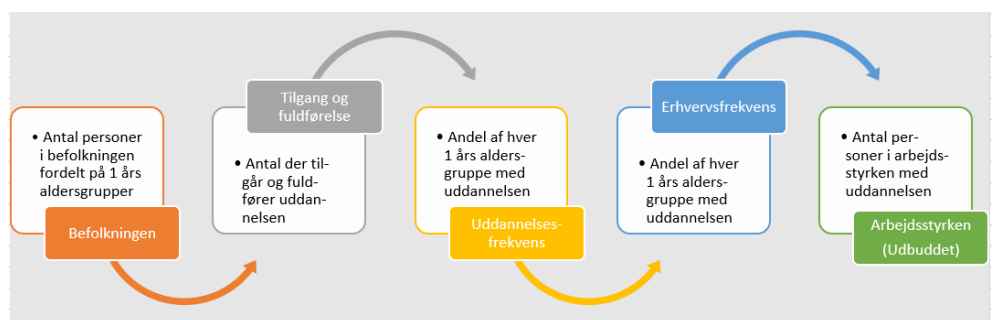 • Antal personer
i befolkningen
fordelt på 1 års
aldersgrupper
Befolkningen
Tilgang og
fuldførelse
• Antal der til-
går og fuld-
fører uddan-
nelsen
• Andel af hver
1 års alders-
gruppe med
uddannelsen
Uddannelses-
frekvens
Erhvervsfrekvens
• Andel af hver
1 års alders-
gruppe med
uddannelsen
• Antal per-
soner i arbejds-
styrken med
uddannelsen
Arbejdsstyrken
(Udbuddet)